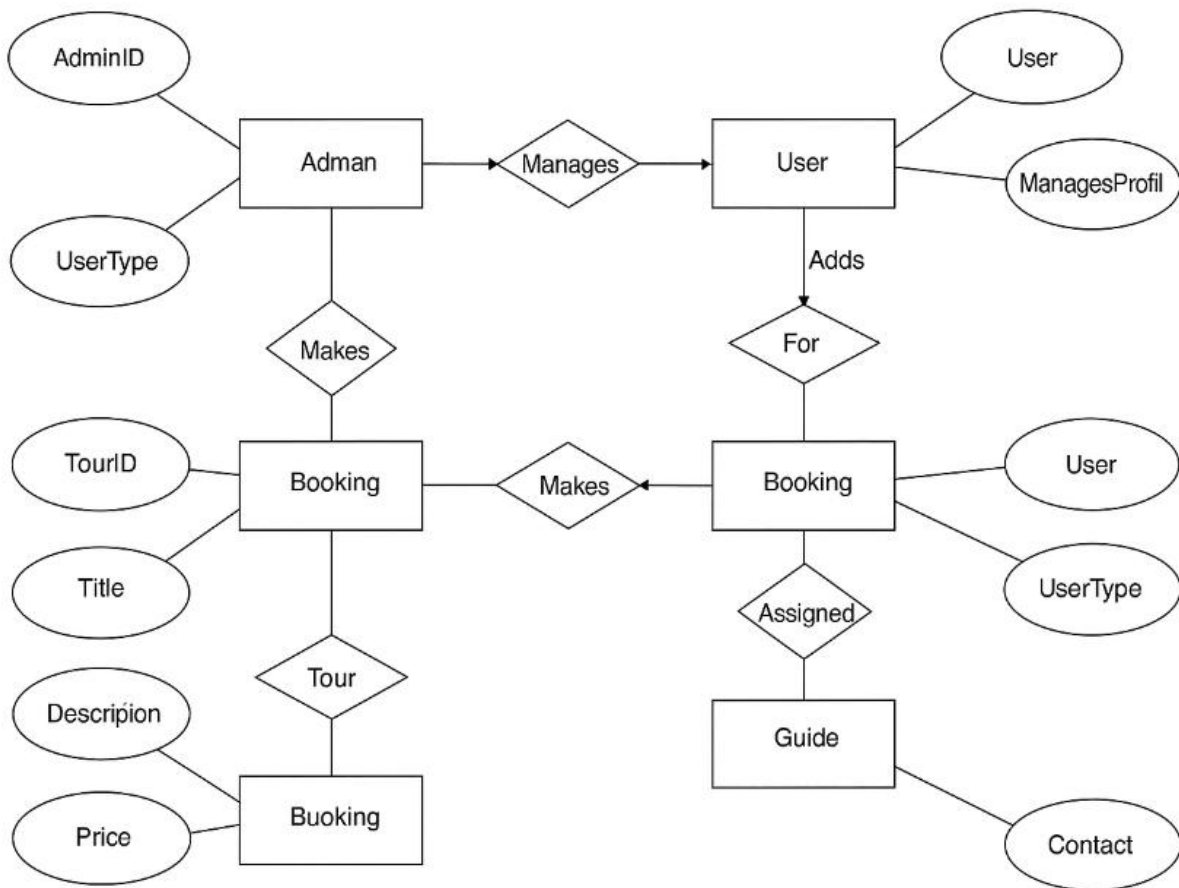 AdminID
User
Adman
Manages
User
ManagesProfil
UserType
Adds
Makes
For
TourID
Booking
Makes
Booking
User
Title
Assigned
UserType
Tour
Descripion
Guide
Buoking
Price
Contact